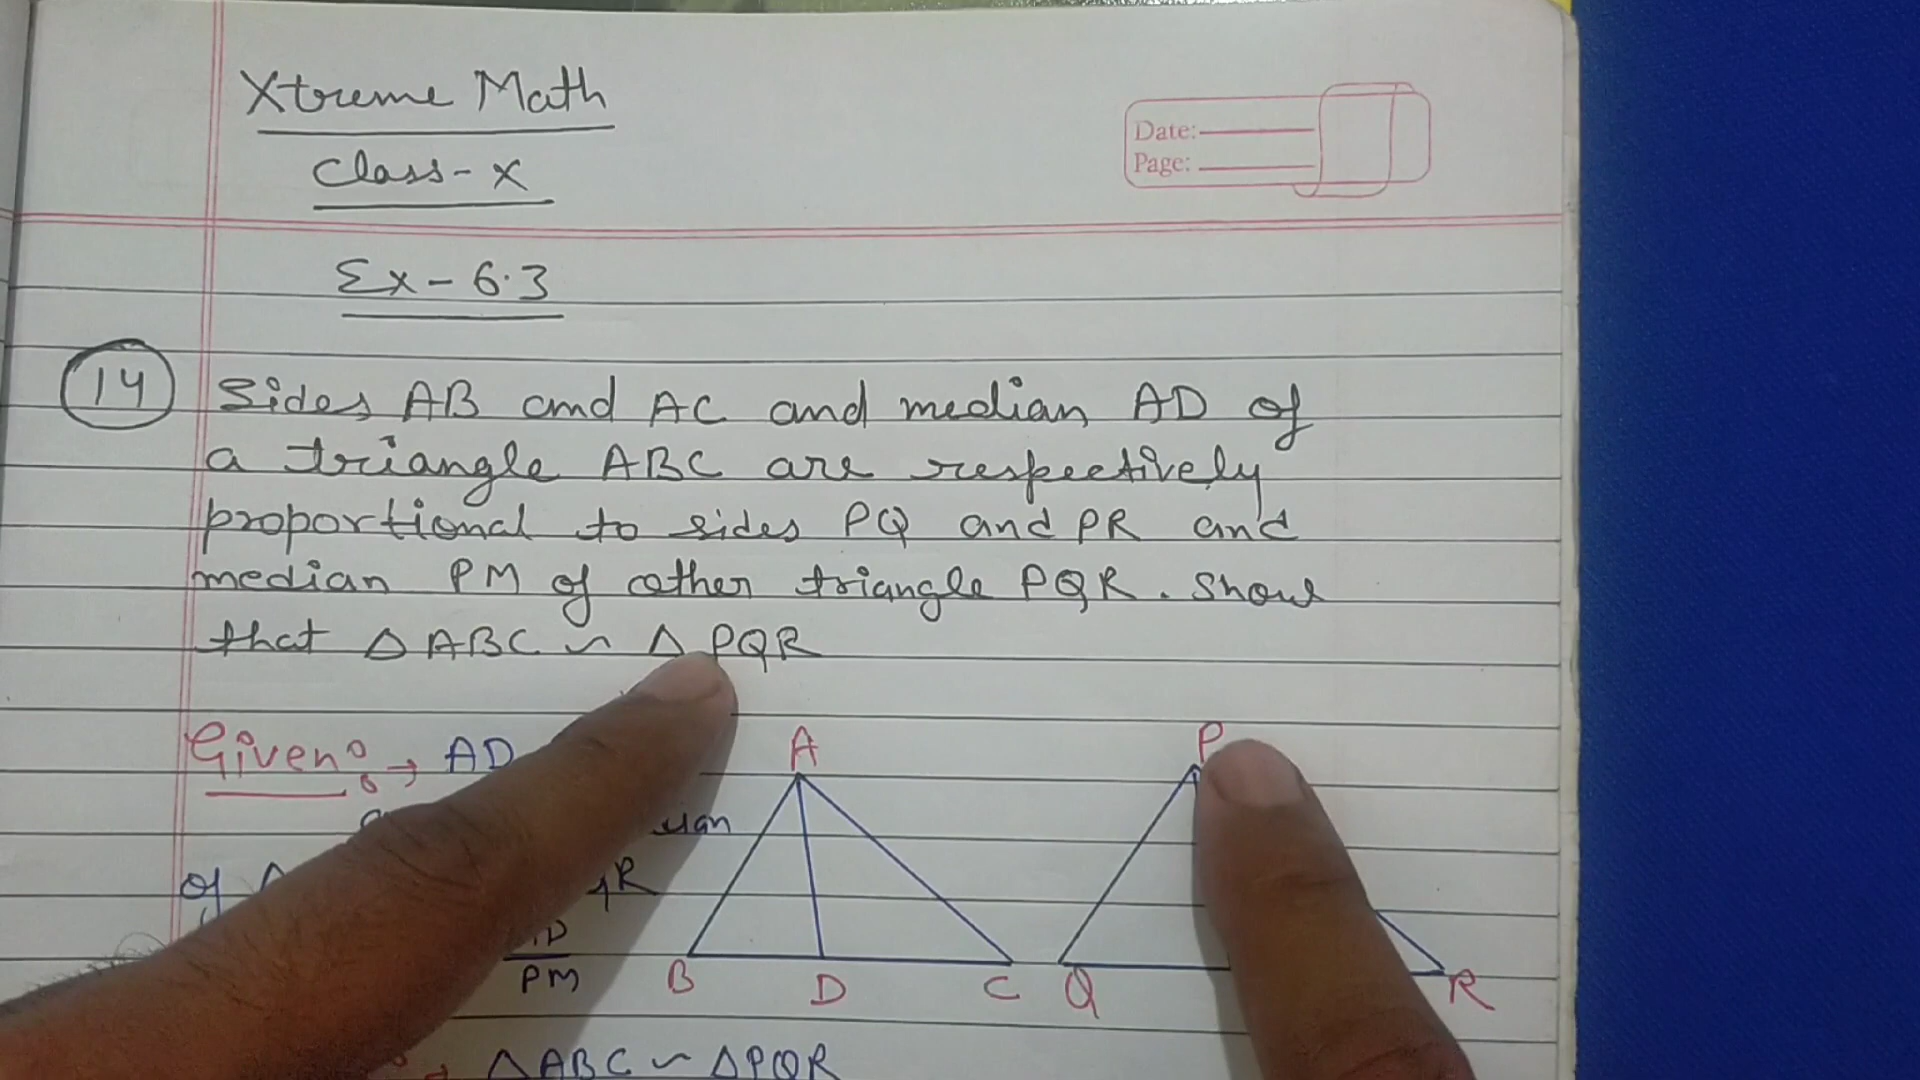 Xtreme Math
Class-X
Date:
Page:
Ex-6.3
14 Sides AB and AC and median AD of
a triangle ABC are respectively
proportional to sides PQ and PR and
median PM of other triangle PQR. Show
that △ABC ~ △PQR
Given: → AD
A
P
of
PM
B
D
C
Q
R
△ABC ~ △PQR